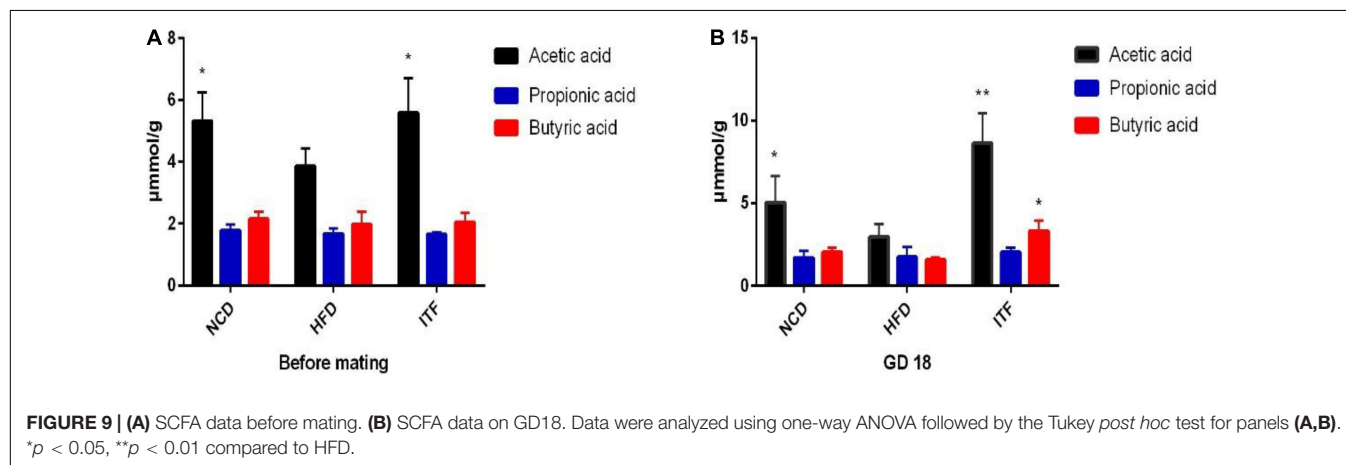 A
8
6
4
2
0
µmmol/g
*
*
Acetic acid
Propionic acid
Butyric acid
NCD
HFD
ITF
Before mating
B
15
10
5
0
µmmol/g
*
**
*
Acetic acid
Propionic acid
Butyric acid
NCD
HFD
ITF
GD 18
FIGURE 9 | (A) SCFA data before mating. (B) SCFA data on GD18. Data were analyzed using one-way ANOVA followed by the Tukey post hoc test for panels (A,B).
*p < 0.05, **p < 0.01 compared to HFD.